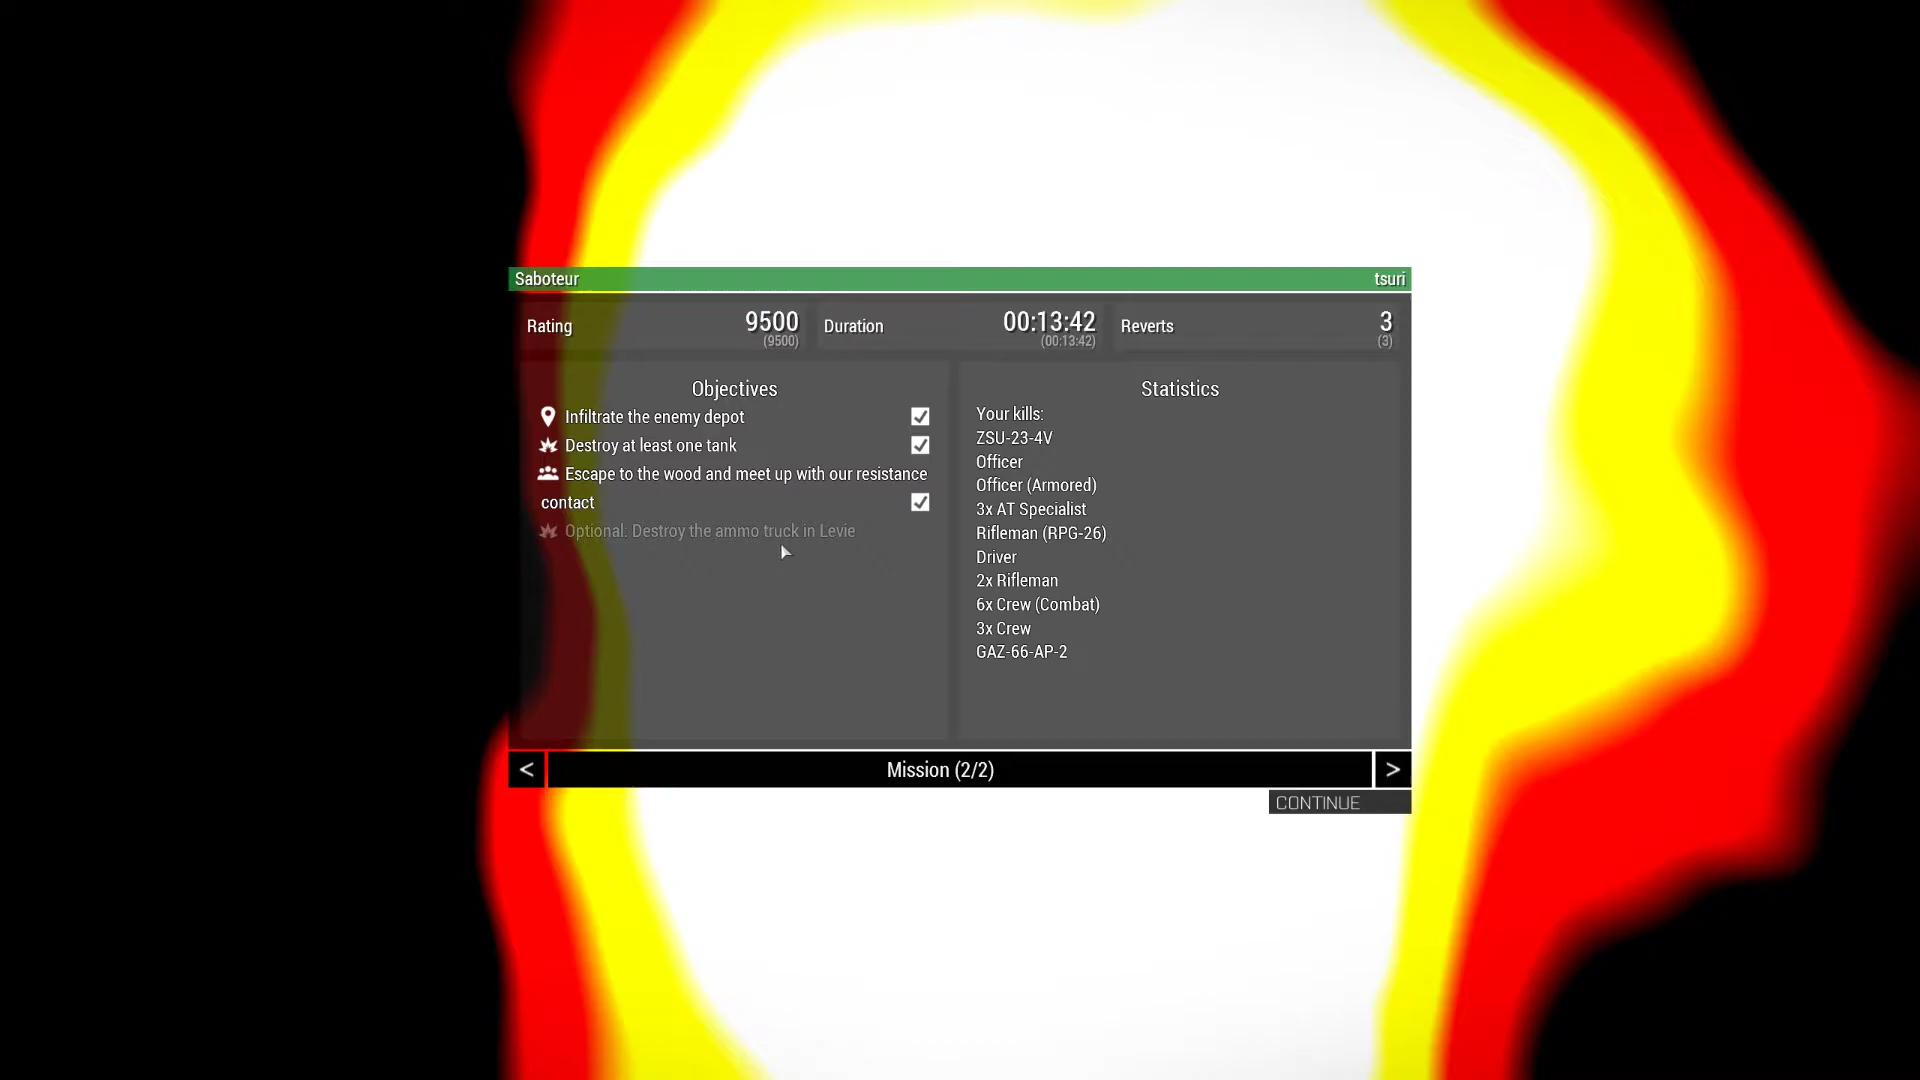 Saboteur
tsuri
Rating
9500
(9500)
Duration
00:13:42
(00:13:42)
Reverts
3
(3)
Objectives
Infiltrate the enemy depot
Destroy at least one tank
Escape to the wood and meet up with our resistance
contact
Optional: Destroy the ammo truck in Levie
Statistics
Your kills:
ZSU-23-4V
Officer
Officer (Armored)
3x AT Specialist
Rifleman (RPG-26)
Driver
2x Rifleman
6x Crew (Combat)
3x Crew
GAZ-66-AP-2
<
Mission (2/2)
>
CONTINUE